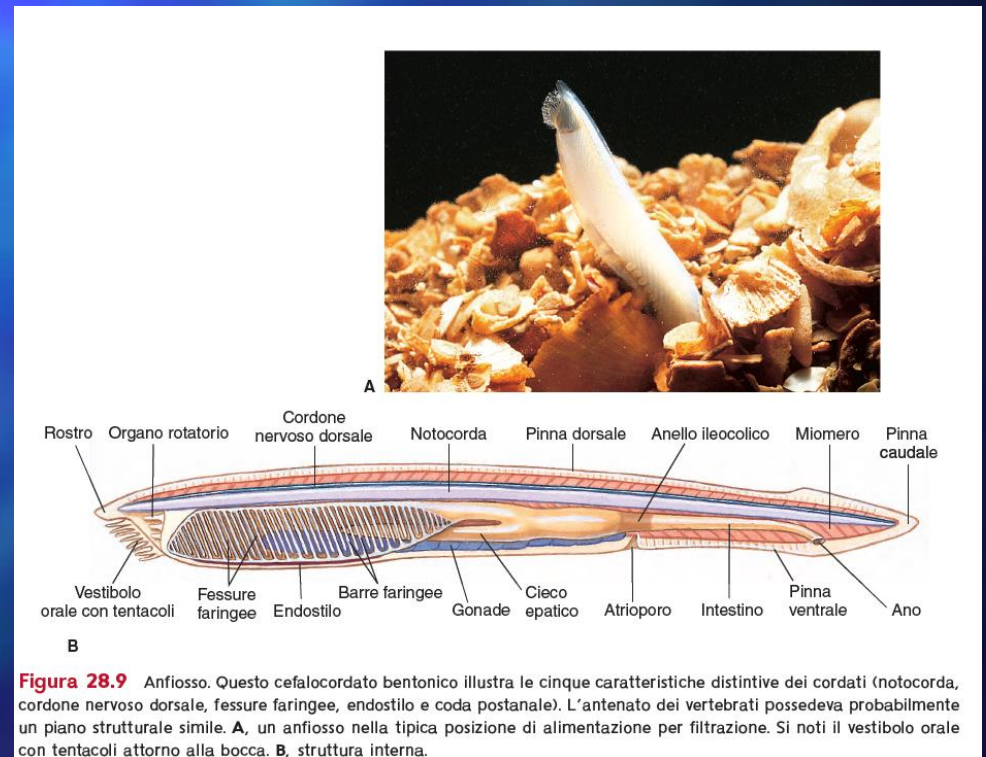 A
Rostro Organo rotatorio Cordone nervoso dorsale Notocorda Pinna dorsale Anello ileocolico Miomero Pinna caudale
Vestibolo orale con tentacoli Fessure faringee Endostilo Barre faringee Gonade Cieco epatico Atrioporo Intestino Pinna ventrale Ano
B
Figura 28.9 Anfiosso. Questo cefalocordato bentonico illustra le cinque caratteristiche distintive dei cordati (notocorda,
cordone nervoso dorsale, fessure faringee, endostilo e coda postanale). L'antenato dei vertebrati possedeva probabilmente
un piano strutturale simile. A, un anfiosso nella tipica posizione di alimentazione per filtrazione. Si noti il vestibolo orale
con tentacoli attorno alla bocca. B, struttura interna.